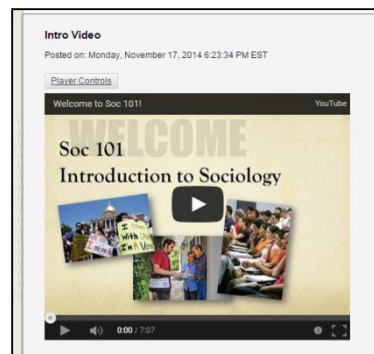 Intro Video
Posted on: Monday, November 17, 2014 6:23:34 PM EST
Player Controls
Welcome to Soc 101! YouTube
WELCOME
Soc 101
Introduction to Sociology
0:00 / 7:07